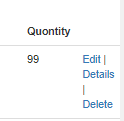 Quontity
99 Edit |
Details
|
Delete